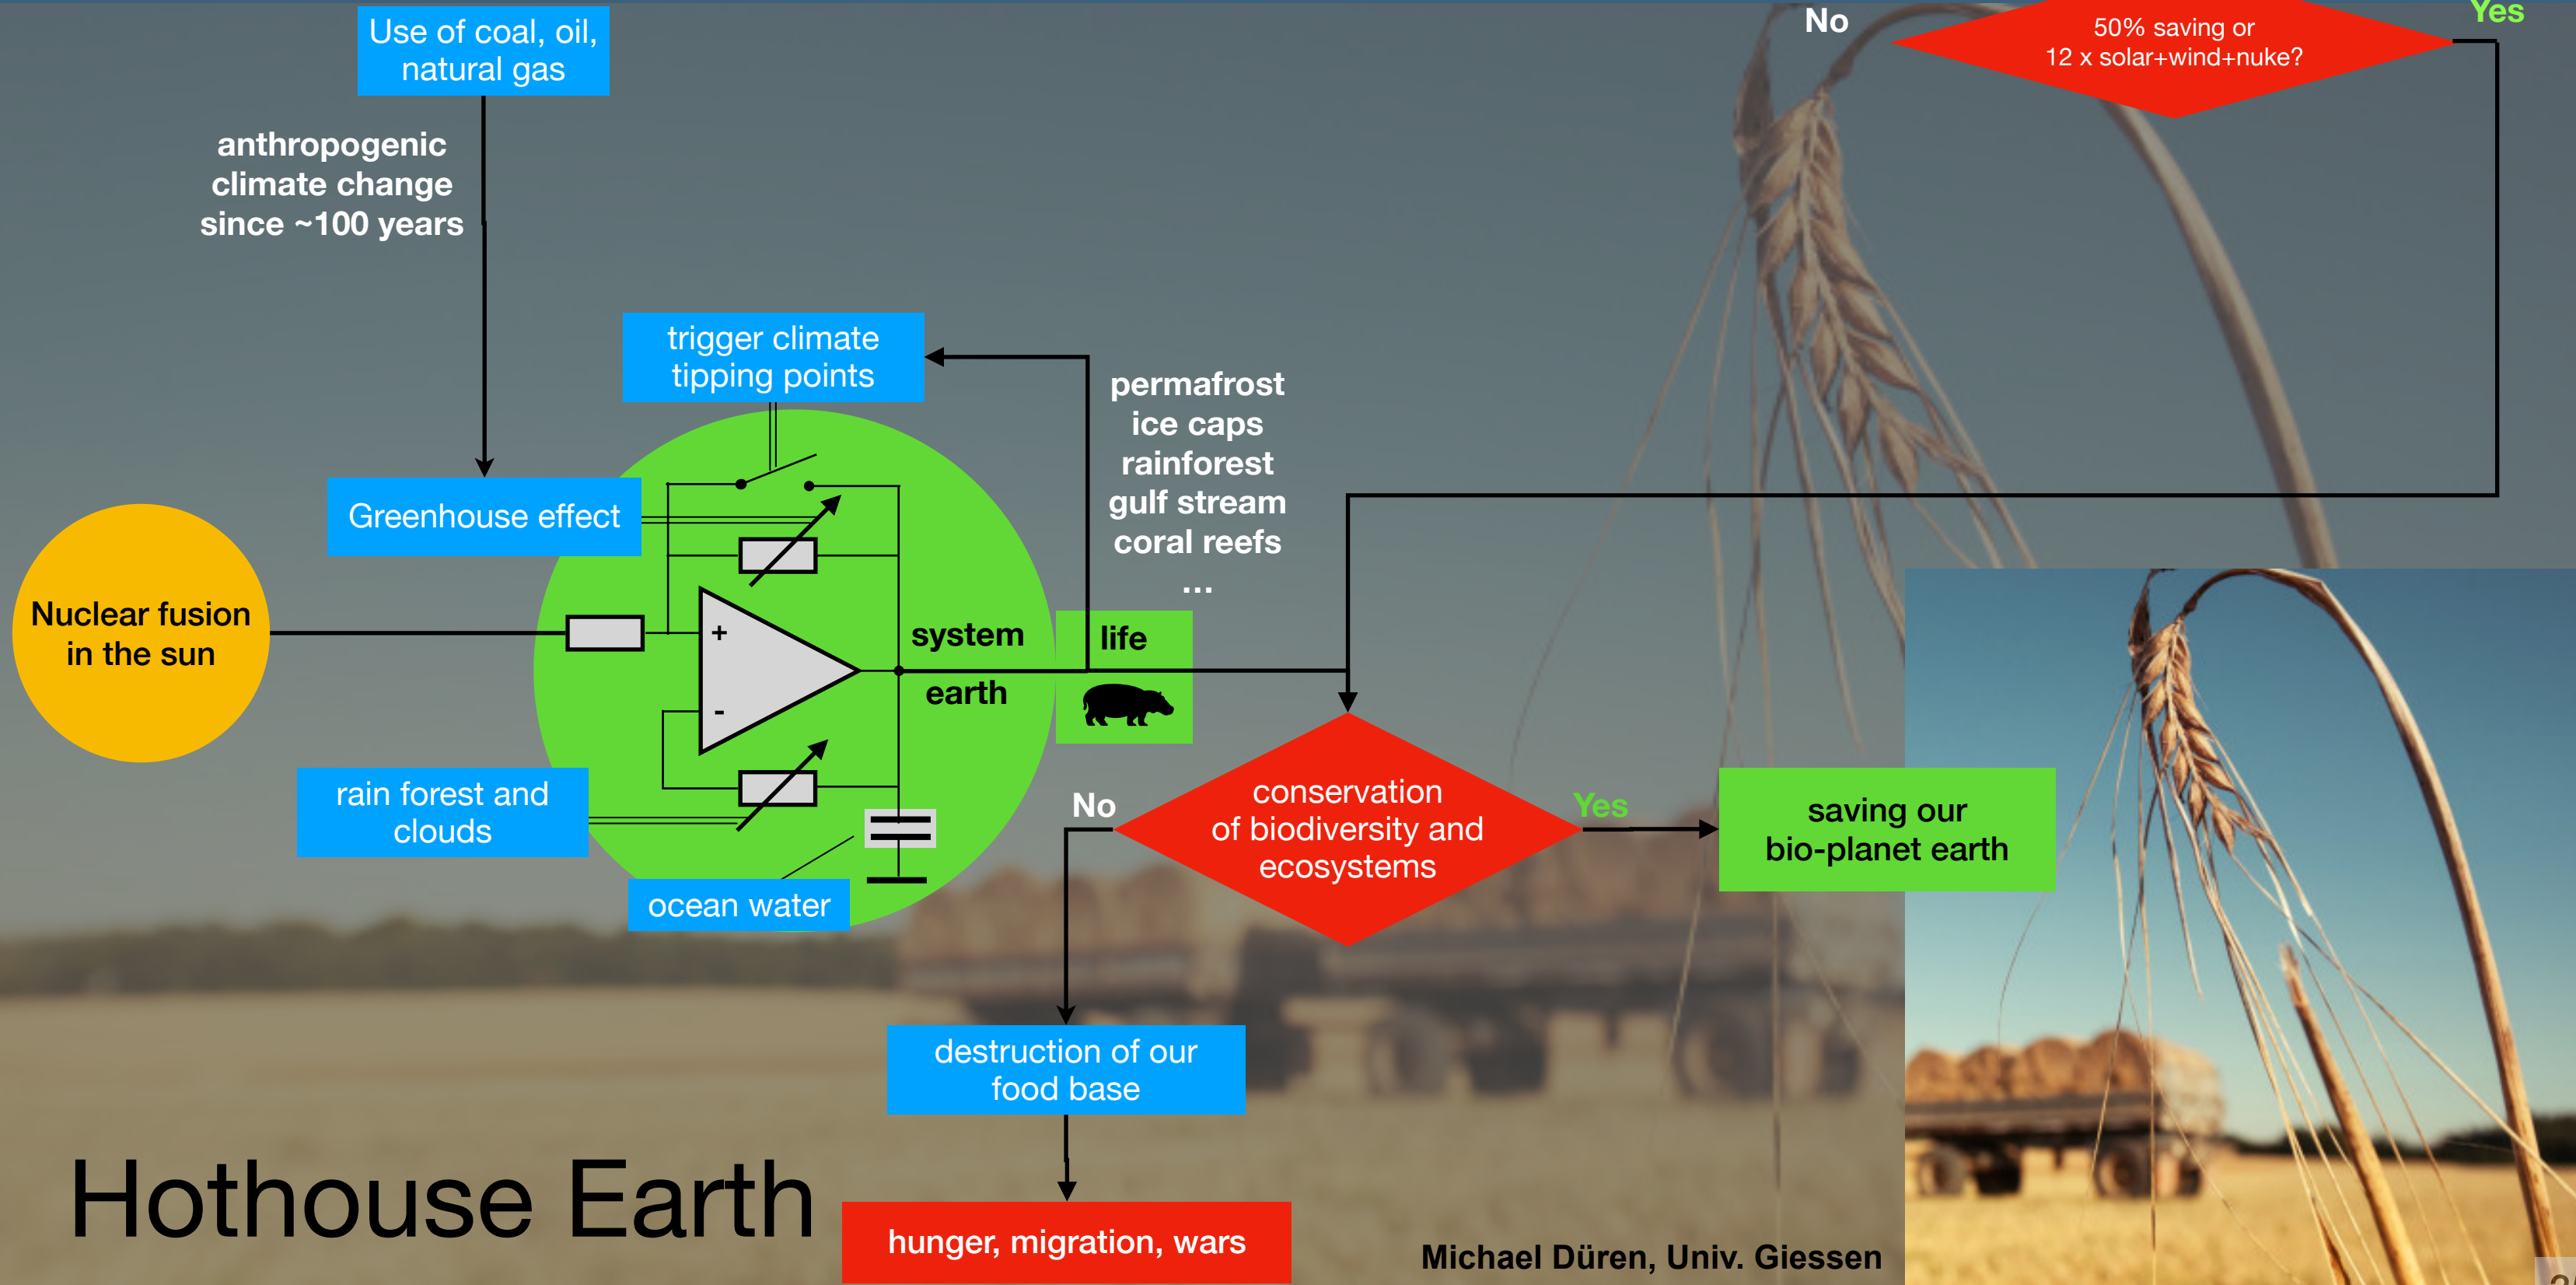 Use of coal, oil,
natural gas
No
50% saving or
12 x solar+wind+nuke?
Yes
anthropogenic
climate change
since ~100 years
trigger climate
tipping points
permafrost
ice caps
rainforest
gulf stream
coral reefs
...
Greenhouse effect
Nuclear fusion
in the sun
+
-
system
earth
life
rain forest and
clouds
ocean water
No
conservation
of biodiversity and
ecosystems
Yes
saving our
bio-planet earth
destruction of our
food base
hunger, migration, wars
Hothouse Earth
Michael Düren, Univ. Giessen